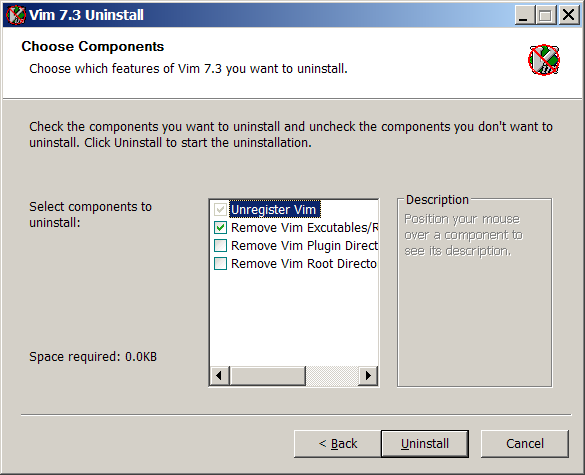 Vim 7.3 Uninstall
Choose Components
Choose which features of Vim 7.3 you want to uninstall.
Check the components you want to uninstall and uncheck the components you don't want to
uninstall. Click Uninstall to start the uninstallation.
Select components to
uninstall:
Unregister Vim
Remove Vim Excutables/R
Remove Vim Plugin Direct
Remove Vim Root Directo
Description
Position your mouse
over a component to
see its description.
Space required: 0.0KB
< Back
Uninstall
Cancel